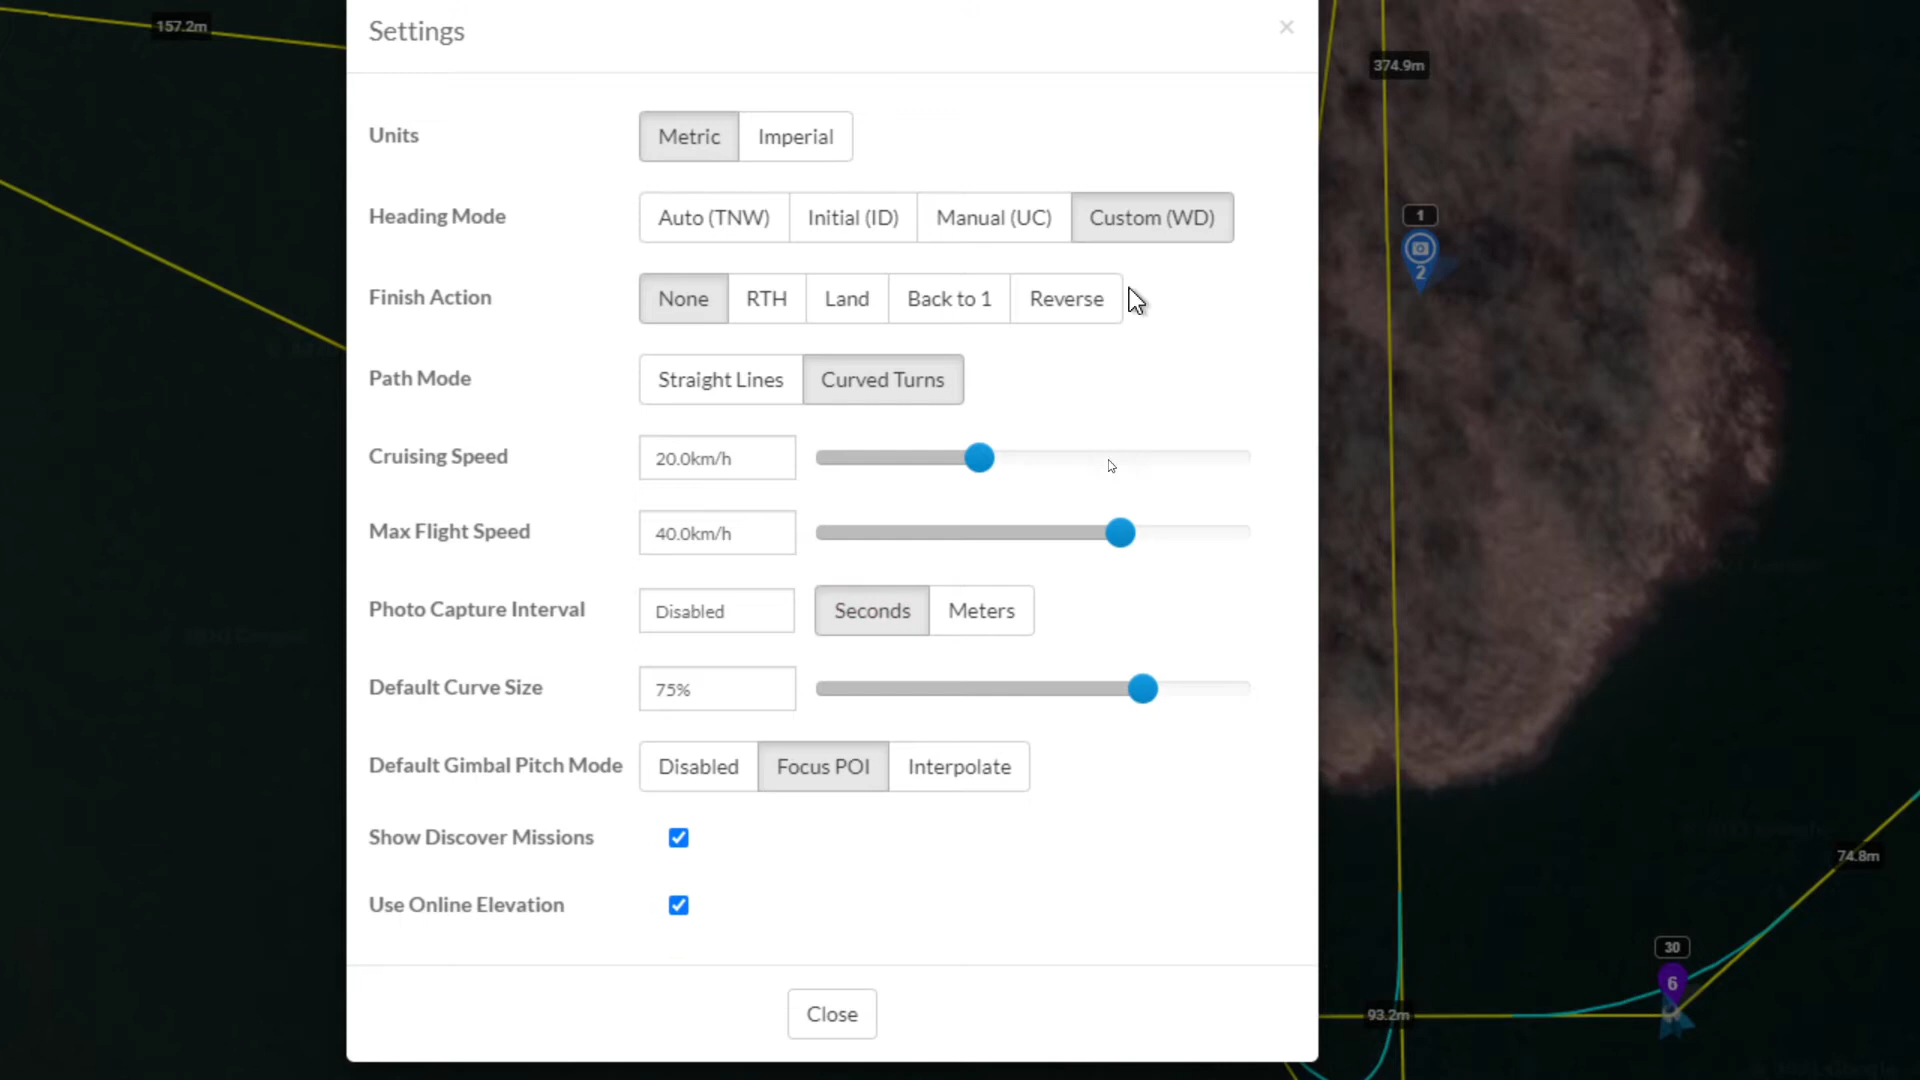 157.2m
Settings
×
374.9m
Units
Metric
Imperial
1
Heading Mode
Auto (TNW)
Initial (ID)
Manual (UC)
Custom (WD)
2
Finish Action
None
RTH
Land
Back to 1
Reverse
Path Mode
Straight Lines
Curved Turns
Cruising Speed
20.0km/h
Max Flight Speed
40.0km/h
Photo Capture Interval
Disabled
Seconds
Meters
Default Curve Size
75%
Default Gimbal Pitch Mode
Disabled
Focus POI
Interpolate
Show Discover Missions
74.8m
Use Online Elevation
30
6
Close
93.2m